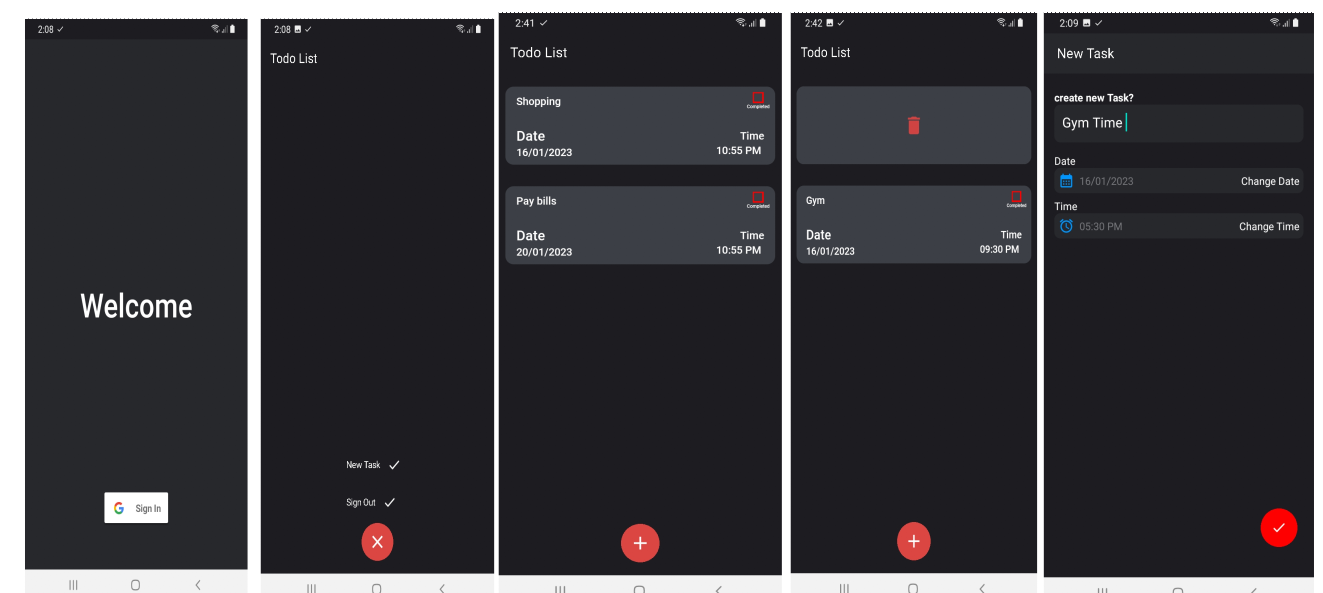 2:08
Welcome
G Sign In
2:08
Todo List
New Task
Sign Out
2:41
Todo List
Shopping
Completed
Date Time
16/01/2023 10:55 PM
Pay bills
Completed
Date Time
20/01/2023 10:55 PM
2:42
Todo List
Gym
Completed
Date Time
16/01/2023 09:30 PM
2:09
New Task
create new Task?
Gym Time
Date
16/01/2023 Change Date
Time
05:30 PM Change Time